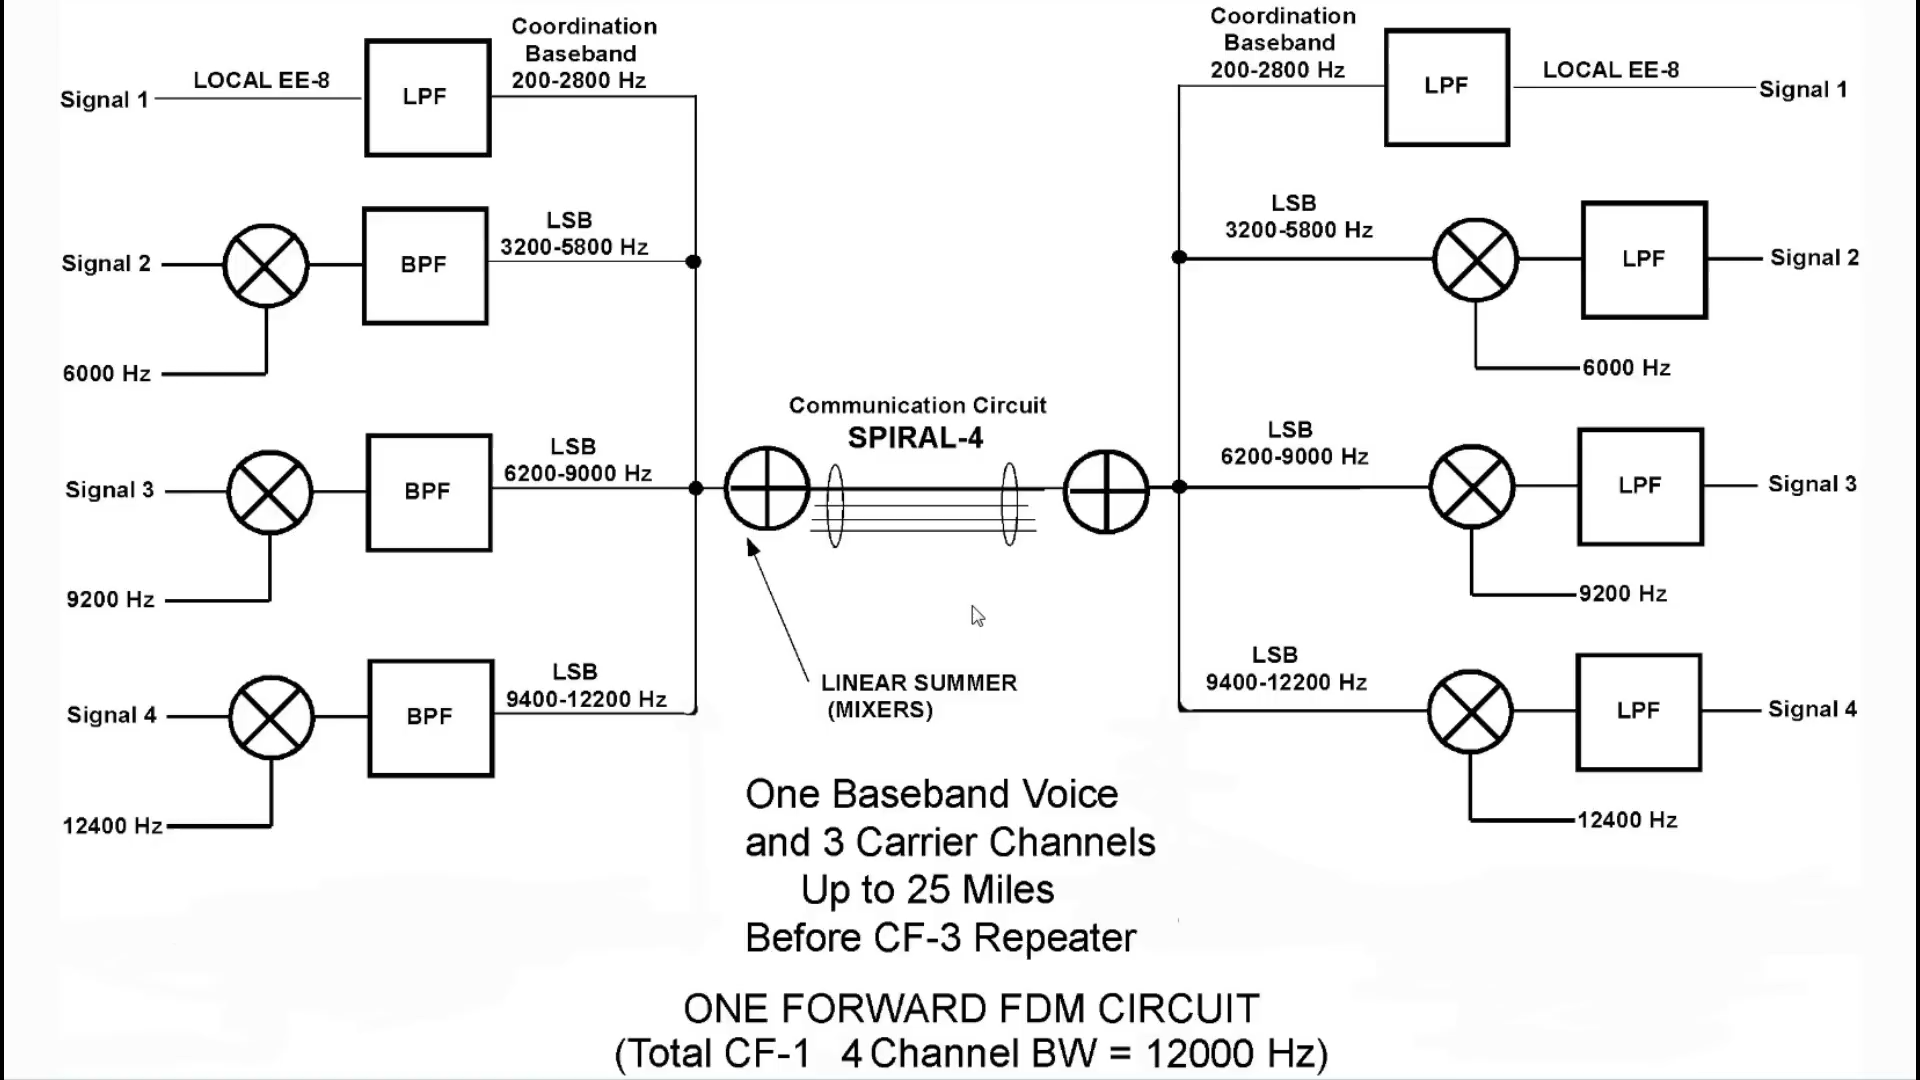 Coordination
Baseband
200-2800 Hz
Signal 1
LOCAL EE-8
LPF
LSB
3200-5800 Hz
Signal 2
BPF
6000 Hz
LSB
6200-9000 Hz
Signal 3
BPF
9200 Hz
LSB
9400-12200 Hz
Signal 4
BPF
12400 Hz
Communication Circuit
SPIRAL-4
LINEAR SUMMER
(MIXERS)
Coordination
Baseband
200-2800 Hz
LPF
LOCAL EE-8
Signal 1
LSB
3200-5800 Hz
LPF
Signal 2
6000 Hz
LSB
6200-9000 Hz
LPF
Signal 3
9200 Hz
LSB
9400-12200 Hz
LPF
Signal 4
12400 Hz
One Baseband Voice
and 3 Carrier Channels
Up to 25 Miles
Before CF-3 Repeater
ONE FORWARD FDM CIRCUIT
(Total CF-1 4 Channel BW = 12000 Hz)